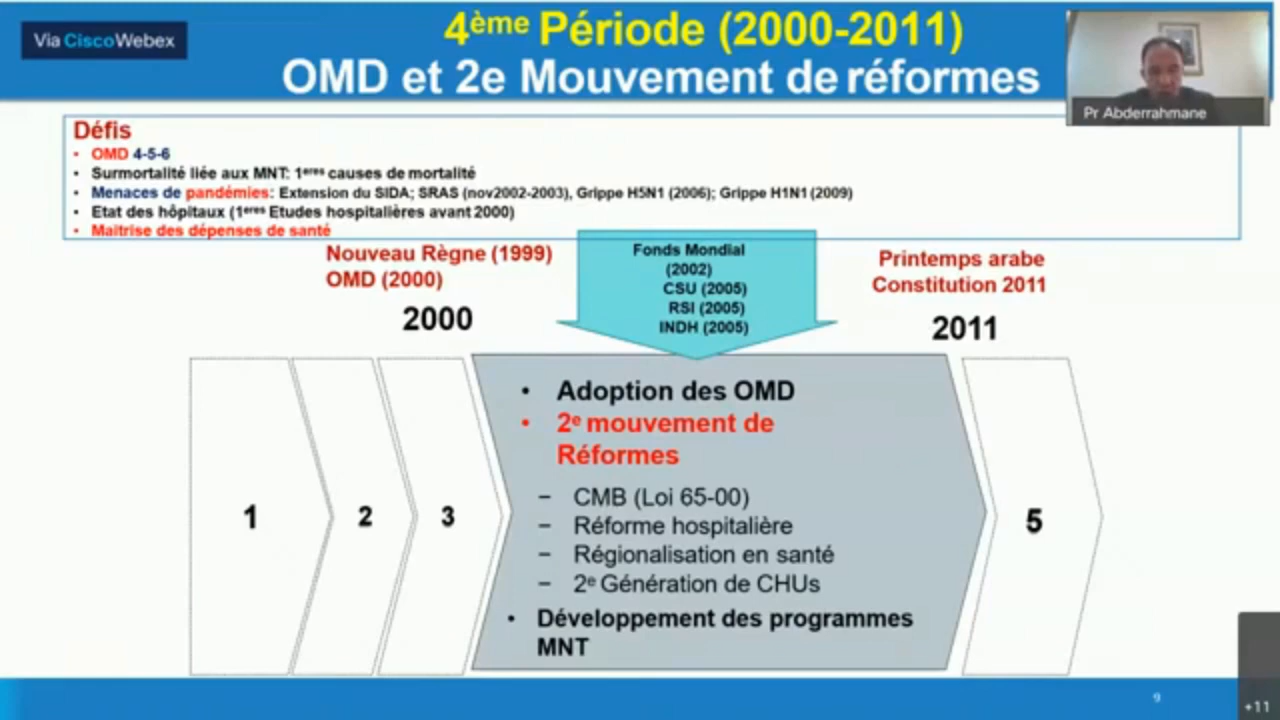 Via CiscoWebex
4ème Période (2000-2011)
OMD et 2e Mouvement de réformes
Pr Abderrahmane
Défis
• OMD 4-5-6
• Surmortalité liée aux MNT: 1eres causes de mortalité
• Menaces de pandémies: Extension du SIDA; SRAS (nov2002-2003), Grippe H5N1 (2006); Grippe H1N1 (2009)
• Etat des hôpitaux (1eres Etudes hospitalières avant 2000)
• Maitrise des dépenses de santé
Nouveau Règne (1999)
OMD (2000)
2000
Fonds Mondial
(2002)
CSU (2005)
RSI (2005)
INDH (2005)
Printemps arabe
Constitution 2011
2011
1
2
3
• Adoption des OMD
• 2e mouvement de
Réformes
– CMB (Loi 65-00)
– Réforme hospitalière
– Régionalisation en santé
– 2e Génération de CHUs
• Développement des programmes
MNT
5
9
+11